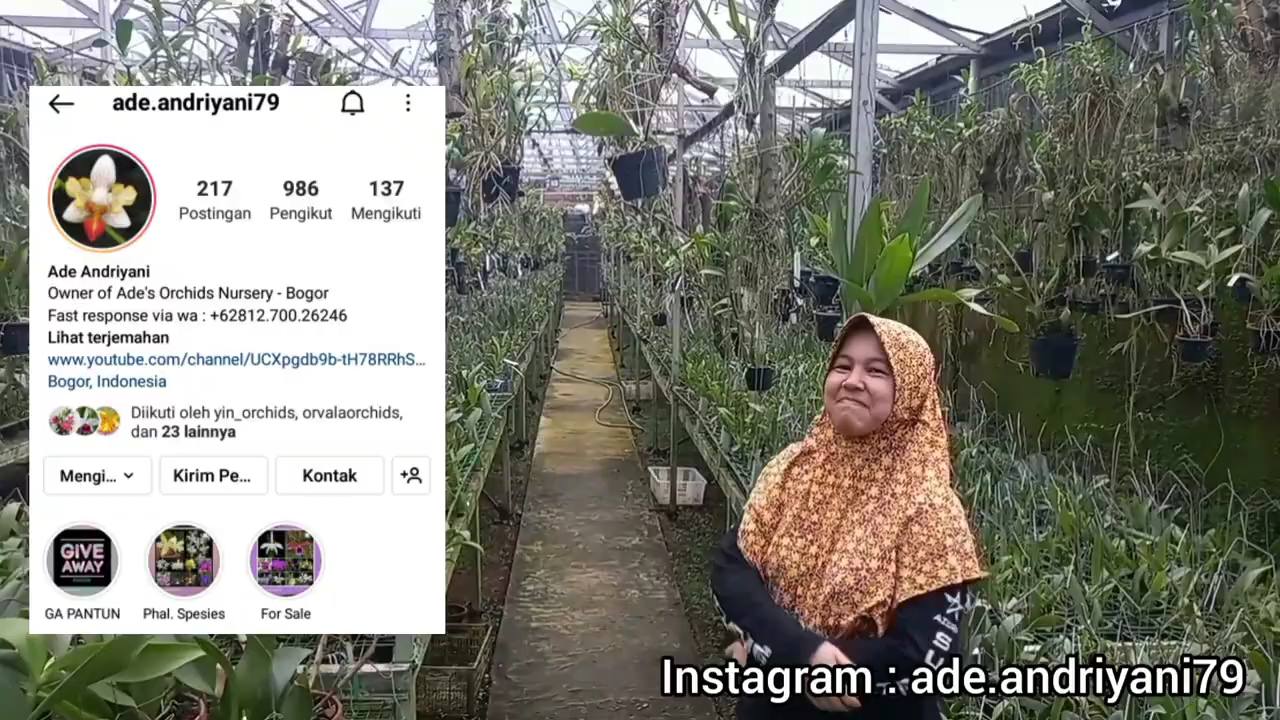 ade.andriyani79
217
986
137
Postingan
Pengikut
Mengikuti
Ade Andriyani
Owner of Ade's Orchids Nursery - Bogor
Fast response via wa : +62812.700.26246
Lihat terjemahan
www.youtube.com/channel/UCXpgdb9b-tH78RRhS...
Bogor, Indonesia
Diikuti oleh yin_orchids, orvalaorchids,
dan 23 lainnya
Mengi...
Kirim Pe...
Kontak
GIVE
AWAY
GA PANTUN
Phal. Spesies
For Sale
Instagram : ade.andriyani79